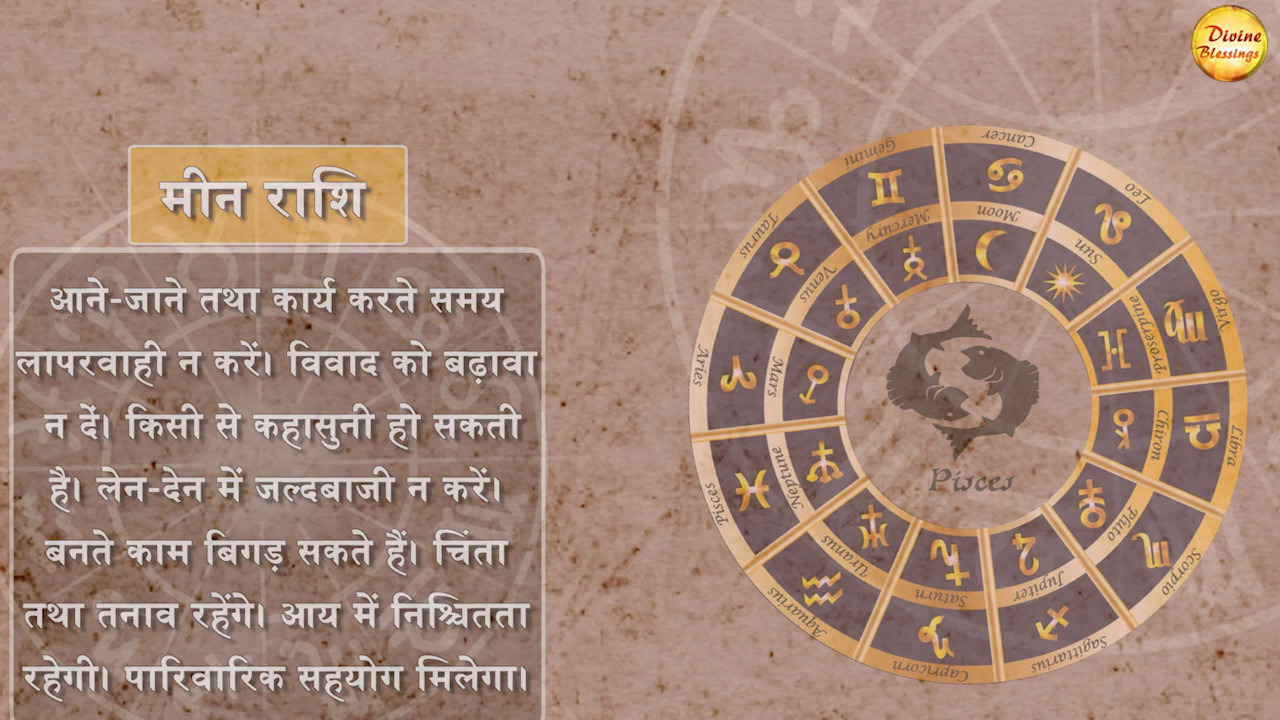 Divine
Blessings
मीन राशि
आने-जाने तथा कार्य करते समय
लापरवाही न करें। विवाद को बढ़ावा
न दें। किसी से कहासुनी हो सकती
है। लेन-देन में जल्दबाजी न करें।
बनते काम बिगड़ सकते हैं। चिंता
तथा तनाव रहेंगे। आय में निश्चितता
रहेगी। पारिवारिक सहयोग मिलेगा।
Cancer
Leo
Virgo
Libra
Scorpio
Sagittarius
Capricorn
Aquarius
Pisces
Aries
Taurus
Gemini
Moon
Sun
Proserpine
Chiron
Pluto
Jupiter
Saturn
Uranus
Neptune
Mars
Venus
Mercury
Pisces